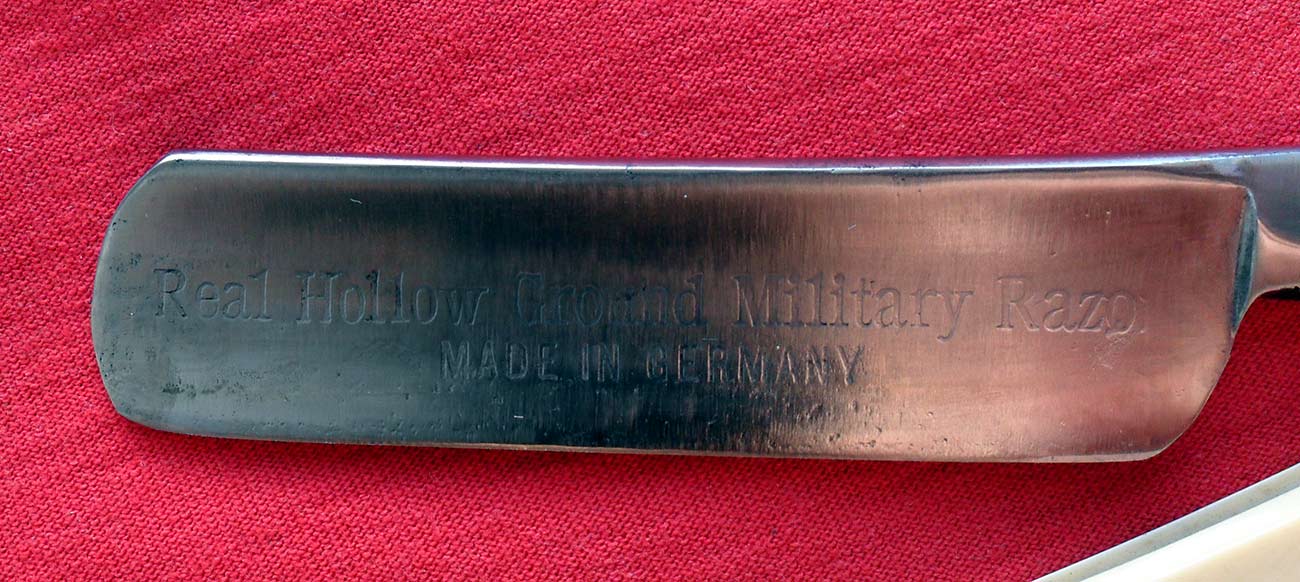 Real Hollow Ground Military Razo
MADE IN GERMANY